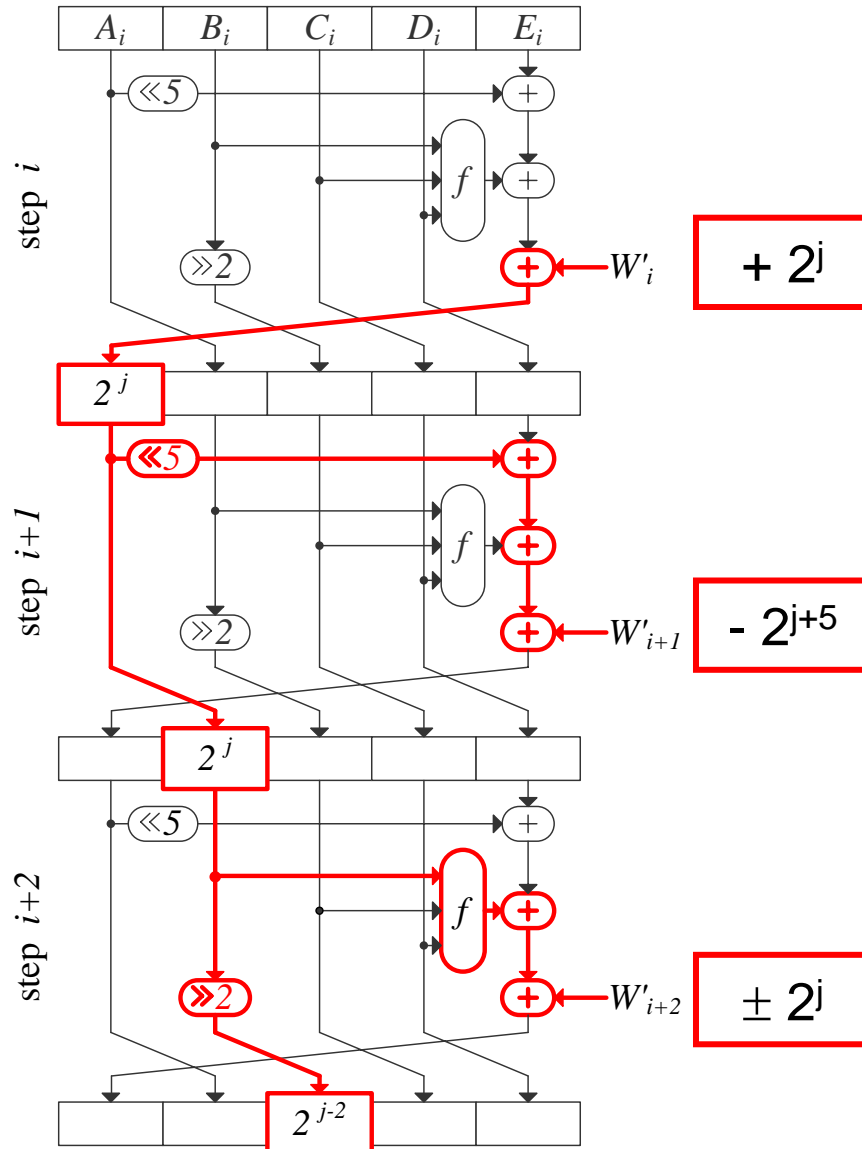 A_i B_i C_i D_i E_i
≪5 +
f +
step i
≫2 + W'_i + 2^j
2^j
≪5 +
f +
step i+1
≫2 + W'_{i+1} - 2^{j+5}
2^j
≪5 +
f +
step i+2
≫2 + W'_{i+2} ± 2^j
2^{j-2}